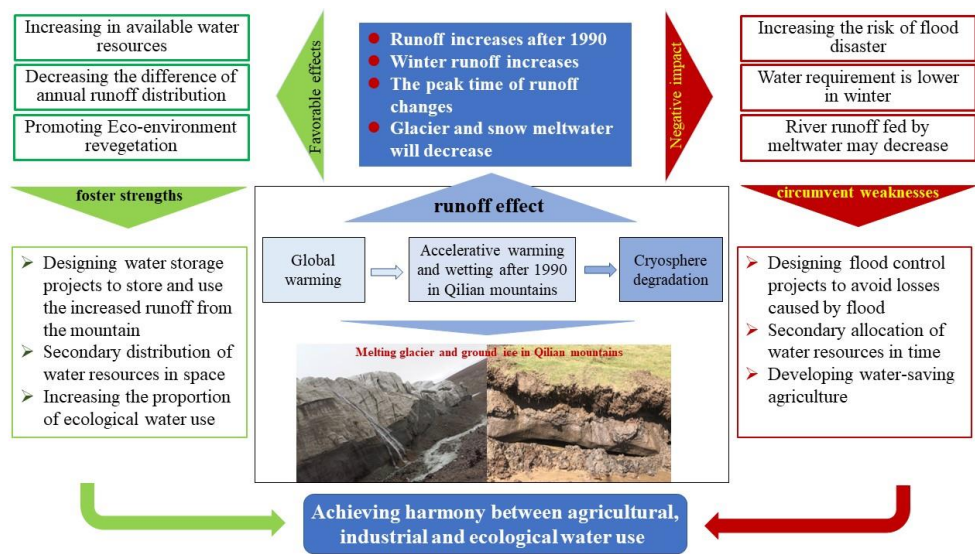 Increasing in available water
resources
Decreasing the difference of
annual runoff distribution
Promoting Eco-environment
revegetation
Favorable effects
Runoff increases after 1990
Winter runoff increases
The peak time of runoff
changes
Glacier and snow meltwater
will decrease
Negative impact
Increasing the risk of flood
disaster
Water requirement is lower
in winter
River runoff fed by
meltwater may decrease
foster strengths
runoff effect
circumvent weaknesses
Global
warming
Accelerative warming
and wetting after 1990
in Qilian mountains
Cryosphere
degradation
Melting glacier and ground ice in Qilian mountains
Designing water storage
projects to store and use
the increased runoff from
the mountain
Secondary distribution of
water resources in space
Increasing the proportion
of ecological water use
Designing flood control
projects to avoid losses
caused by flood
Secondary allocation of
water resources in time
Developing water-saving
agriculture
Achieving harmony between agricultural,
industrial and ecological water use